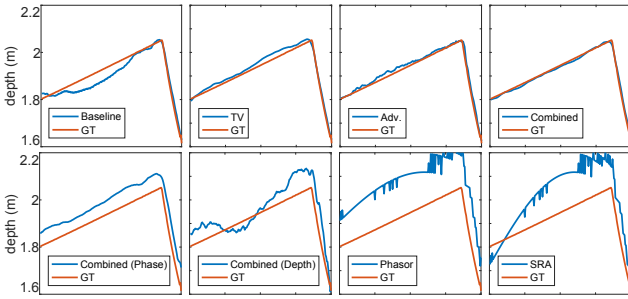 2.2
2
1.8
1.6
depth (m)
Baseline
GT
TV
GT
Adv.
GT
Combined
GT
2.2
2
1.8
1.6
depth (m)
Combined (Phase)
GT
Combined (Depth)
GT
Phasor
GT
SRA
GT